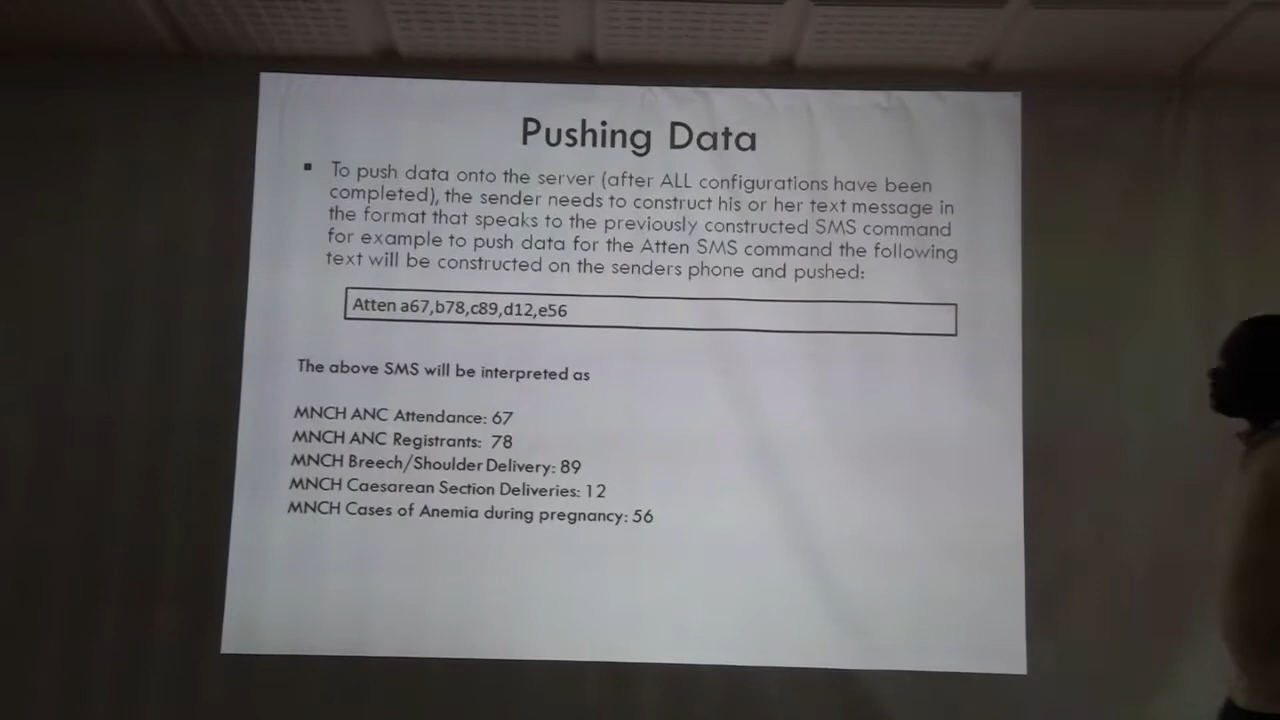 Pushing Data
▪ To push data onto the server (after ALL configurations have been
completed), the sender needs to construct his or her text message in
the format that speaks to the previously constructed SMS command
for example to push data for the Atten SMS command the following
text will be constructed on the senders phone and pushed:
Atten a67,b78,c89,d12,e56
The above SMS will be interpreted as
MNCH ANC Attendance: 67
MNCH ANC Registrants: 78
MNCH Breech/Shoulder Delivery: 89
MNCH Caesarean Section Deliveries: 12
MNCH Cases of Anemia during pregnancy: 56